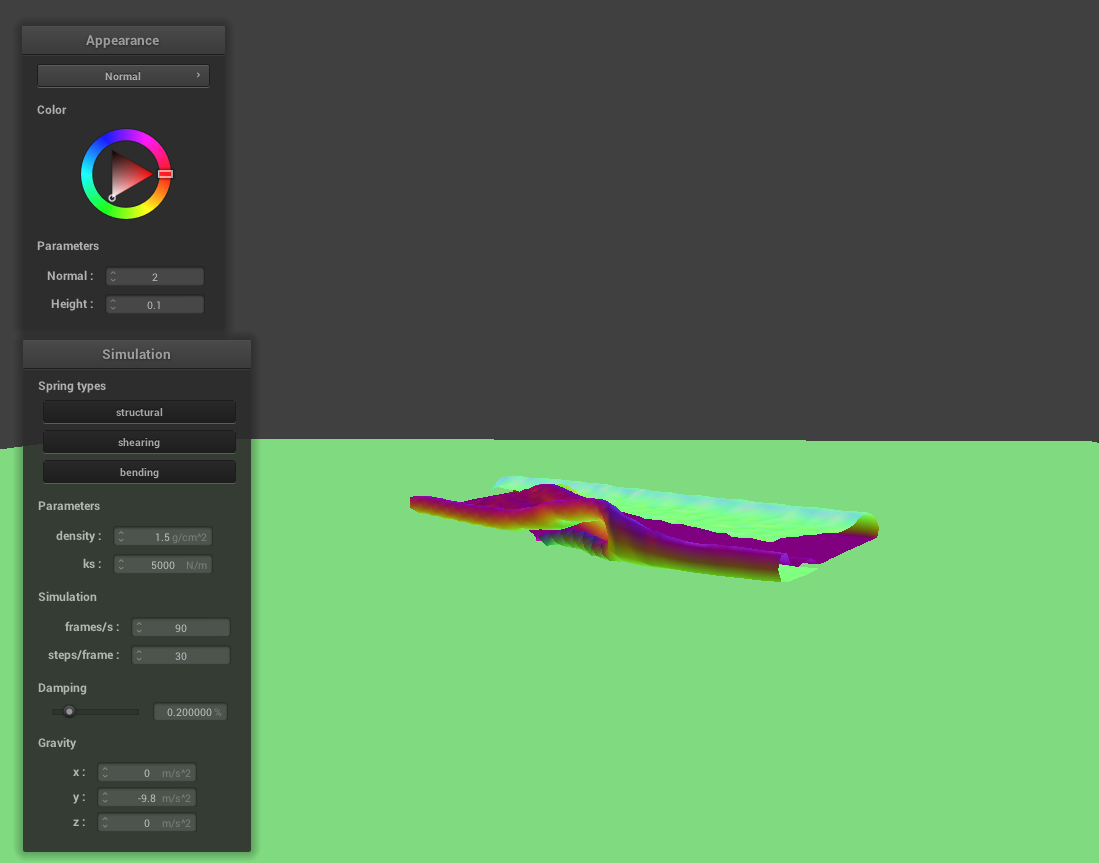 Appearance
Normal
Color
Parameters
Normal : 2
Height : 0.1
Simulation
Spring types
structural
shearing
bending
Parameters
density : 1.5 g/cm^2
ks : 5000 N/m
Simulation
frames/s : 90
steps/frame : 30
Damping
0.200000 %
Gravity
x : 0 m/s^2
y : -9.8 m/s^2
z : 0 m/s^2